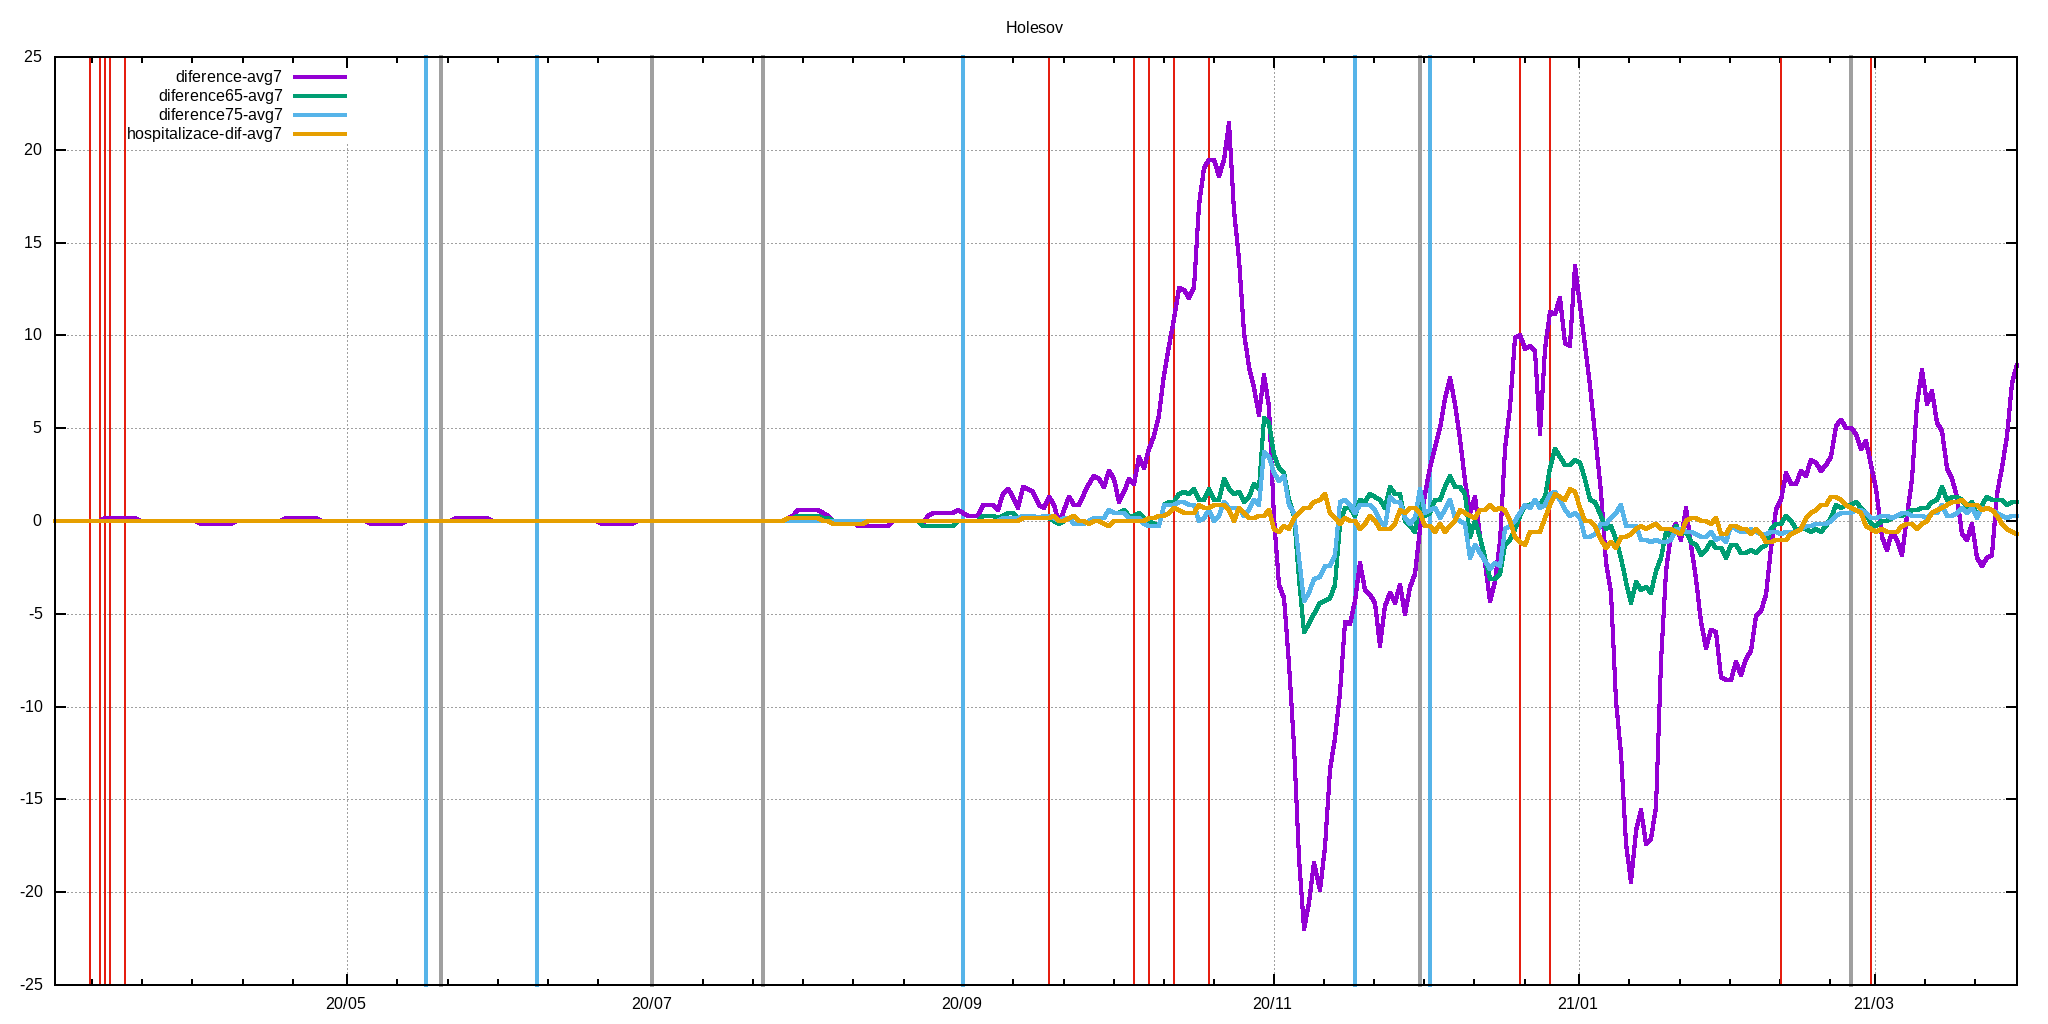 Holesov
25
diference-avg7
diference65-avg7
diference75-avg7
hospitalizace-dif-avg7
20
15
10
5
0
-5
-10
-15
-20
-25
20/05 20/07 20/09 20/11 21/01 21/03